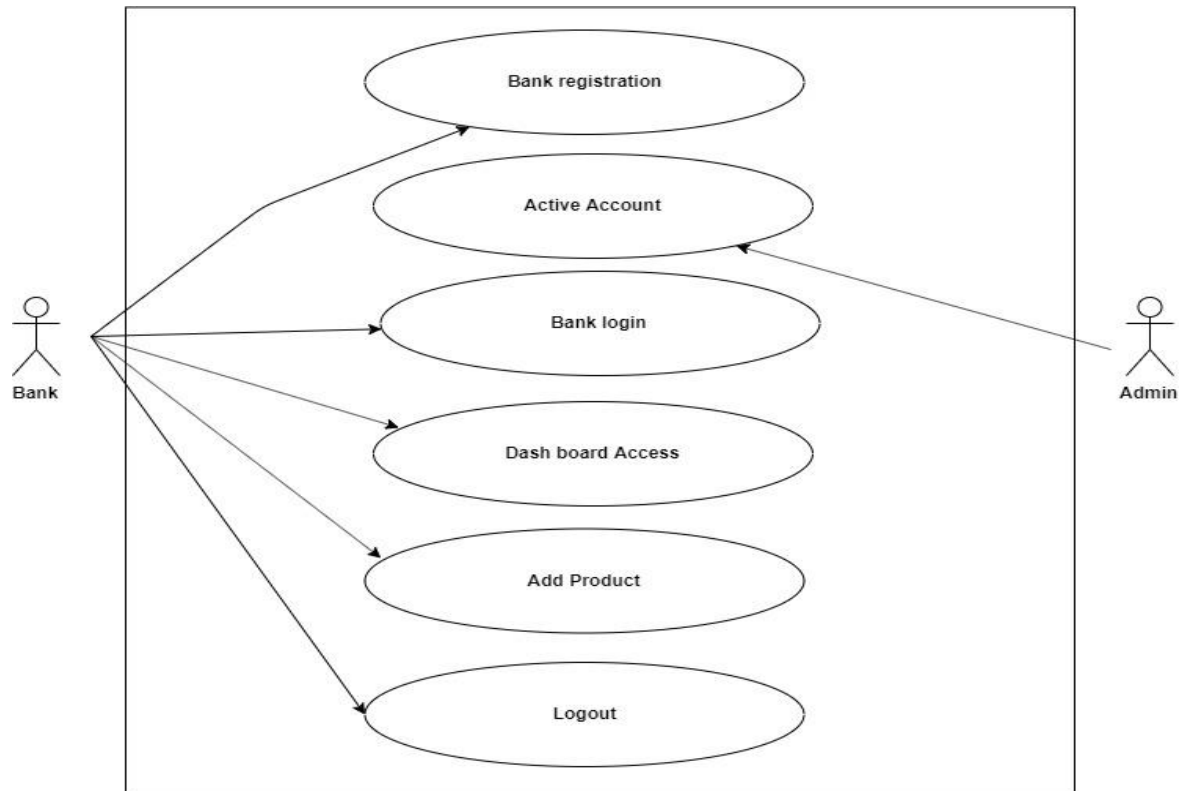 Bank registration
Active Account
Bank login
Bank
Admin
Dash board Access
Add Product
Logout